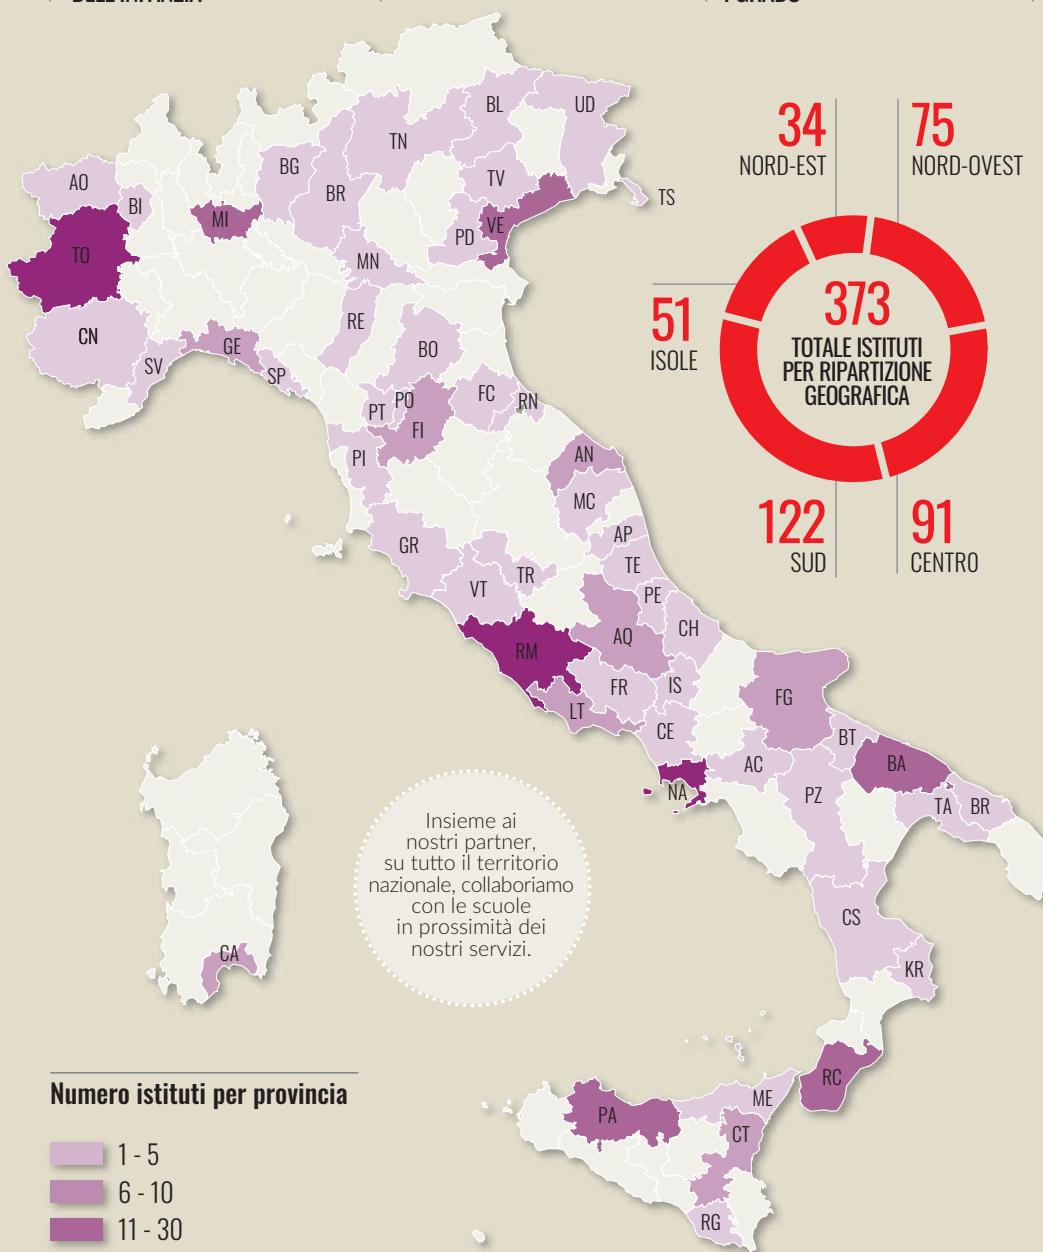 DELL'INFANZIA
I GRADO
34
NORD-EST
75
NORD-OVEST
51
ISOLE
373
TOTALE ISTITUTI
PER RIPARTIZIONE
GEOGRAFICA
122
SUD
91
CENTRO
BL
UD
TN
BG
BR
TV
TS
AO
BI
MI
VE
PD
TO
MN
RE
CN
GE
BO
SV
SP
FC
RN
PO
PT
FI
PI
AN
MC
GR
AP
TE
TR
VT
PE
CH
AQ
RM
FR
IS
LT
FG
CE
BT
AC
BA
NA
PZ
TA
BR
CS
KR
CA
RC
ME
PA
CT
RG
Insieme ai
nostri partner,
su tutto il territorio
nazionale, collaboriamo
con le scuole
in prossimità dei
nostri servizi.
Numero istituti per provincia
1 - 5
6 - 10
11 - 30